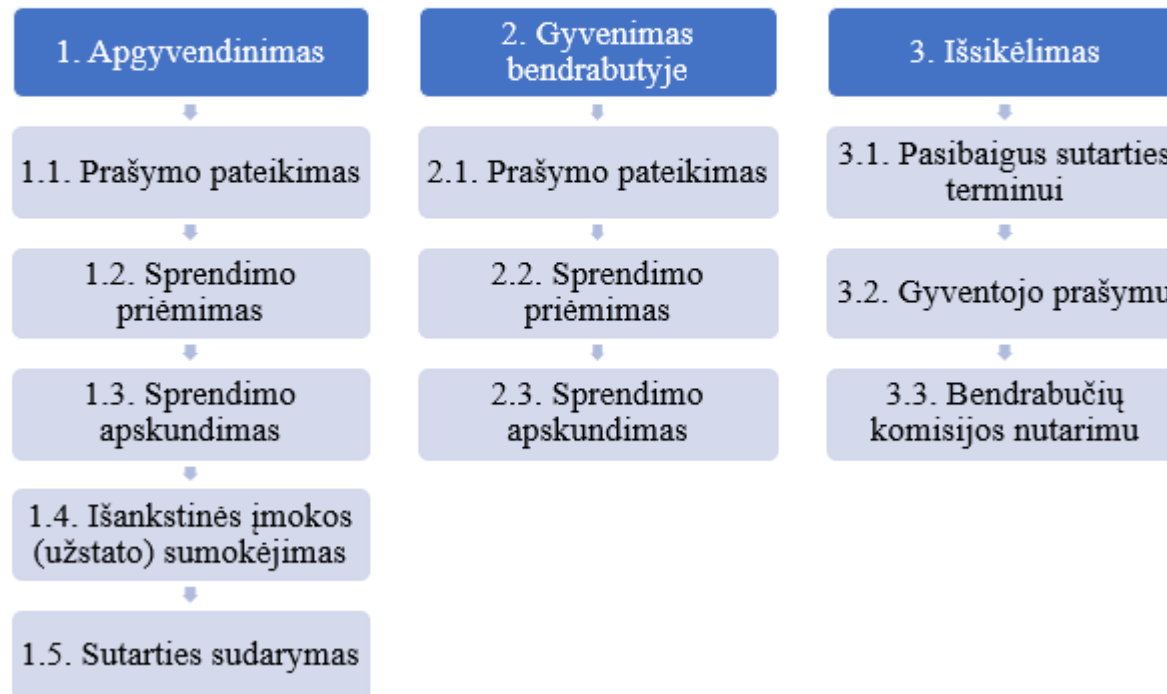 1. Apgyvendinimas
1.1. Prašymo pateikimas
1.2. Sprendimo
priėmimas
1.3. Sprendimo
apskundimas
1.4. Išankstinės įmokos
(užstato) sumokėjimas
1.5. Sutarties sudarymas
2. Gyvenimas
bendrabutyje
2.1. Prašymo pateikimas
2.2. Sprendimo
priėmimas
2.3. Sprendimo
apskundimas
3. Išsikėlimas
3.1. Pasibaigus sutarties
terminui
3.2. Gyventojo prašymu
3.3. Bendrabučių
komisijos nutarimu